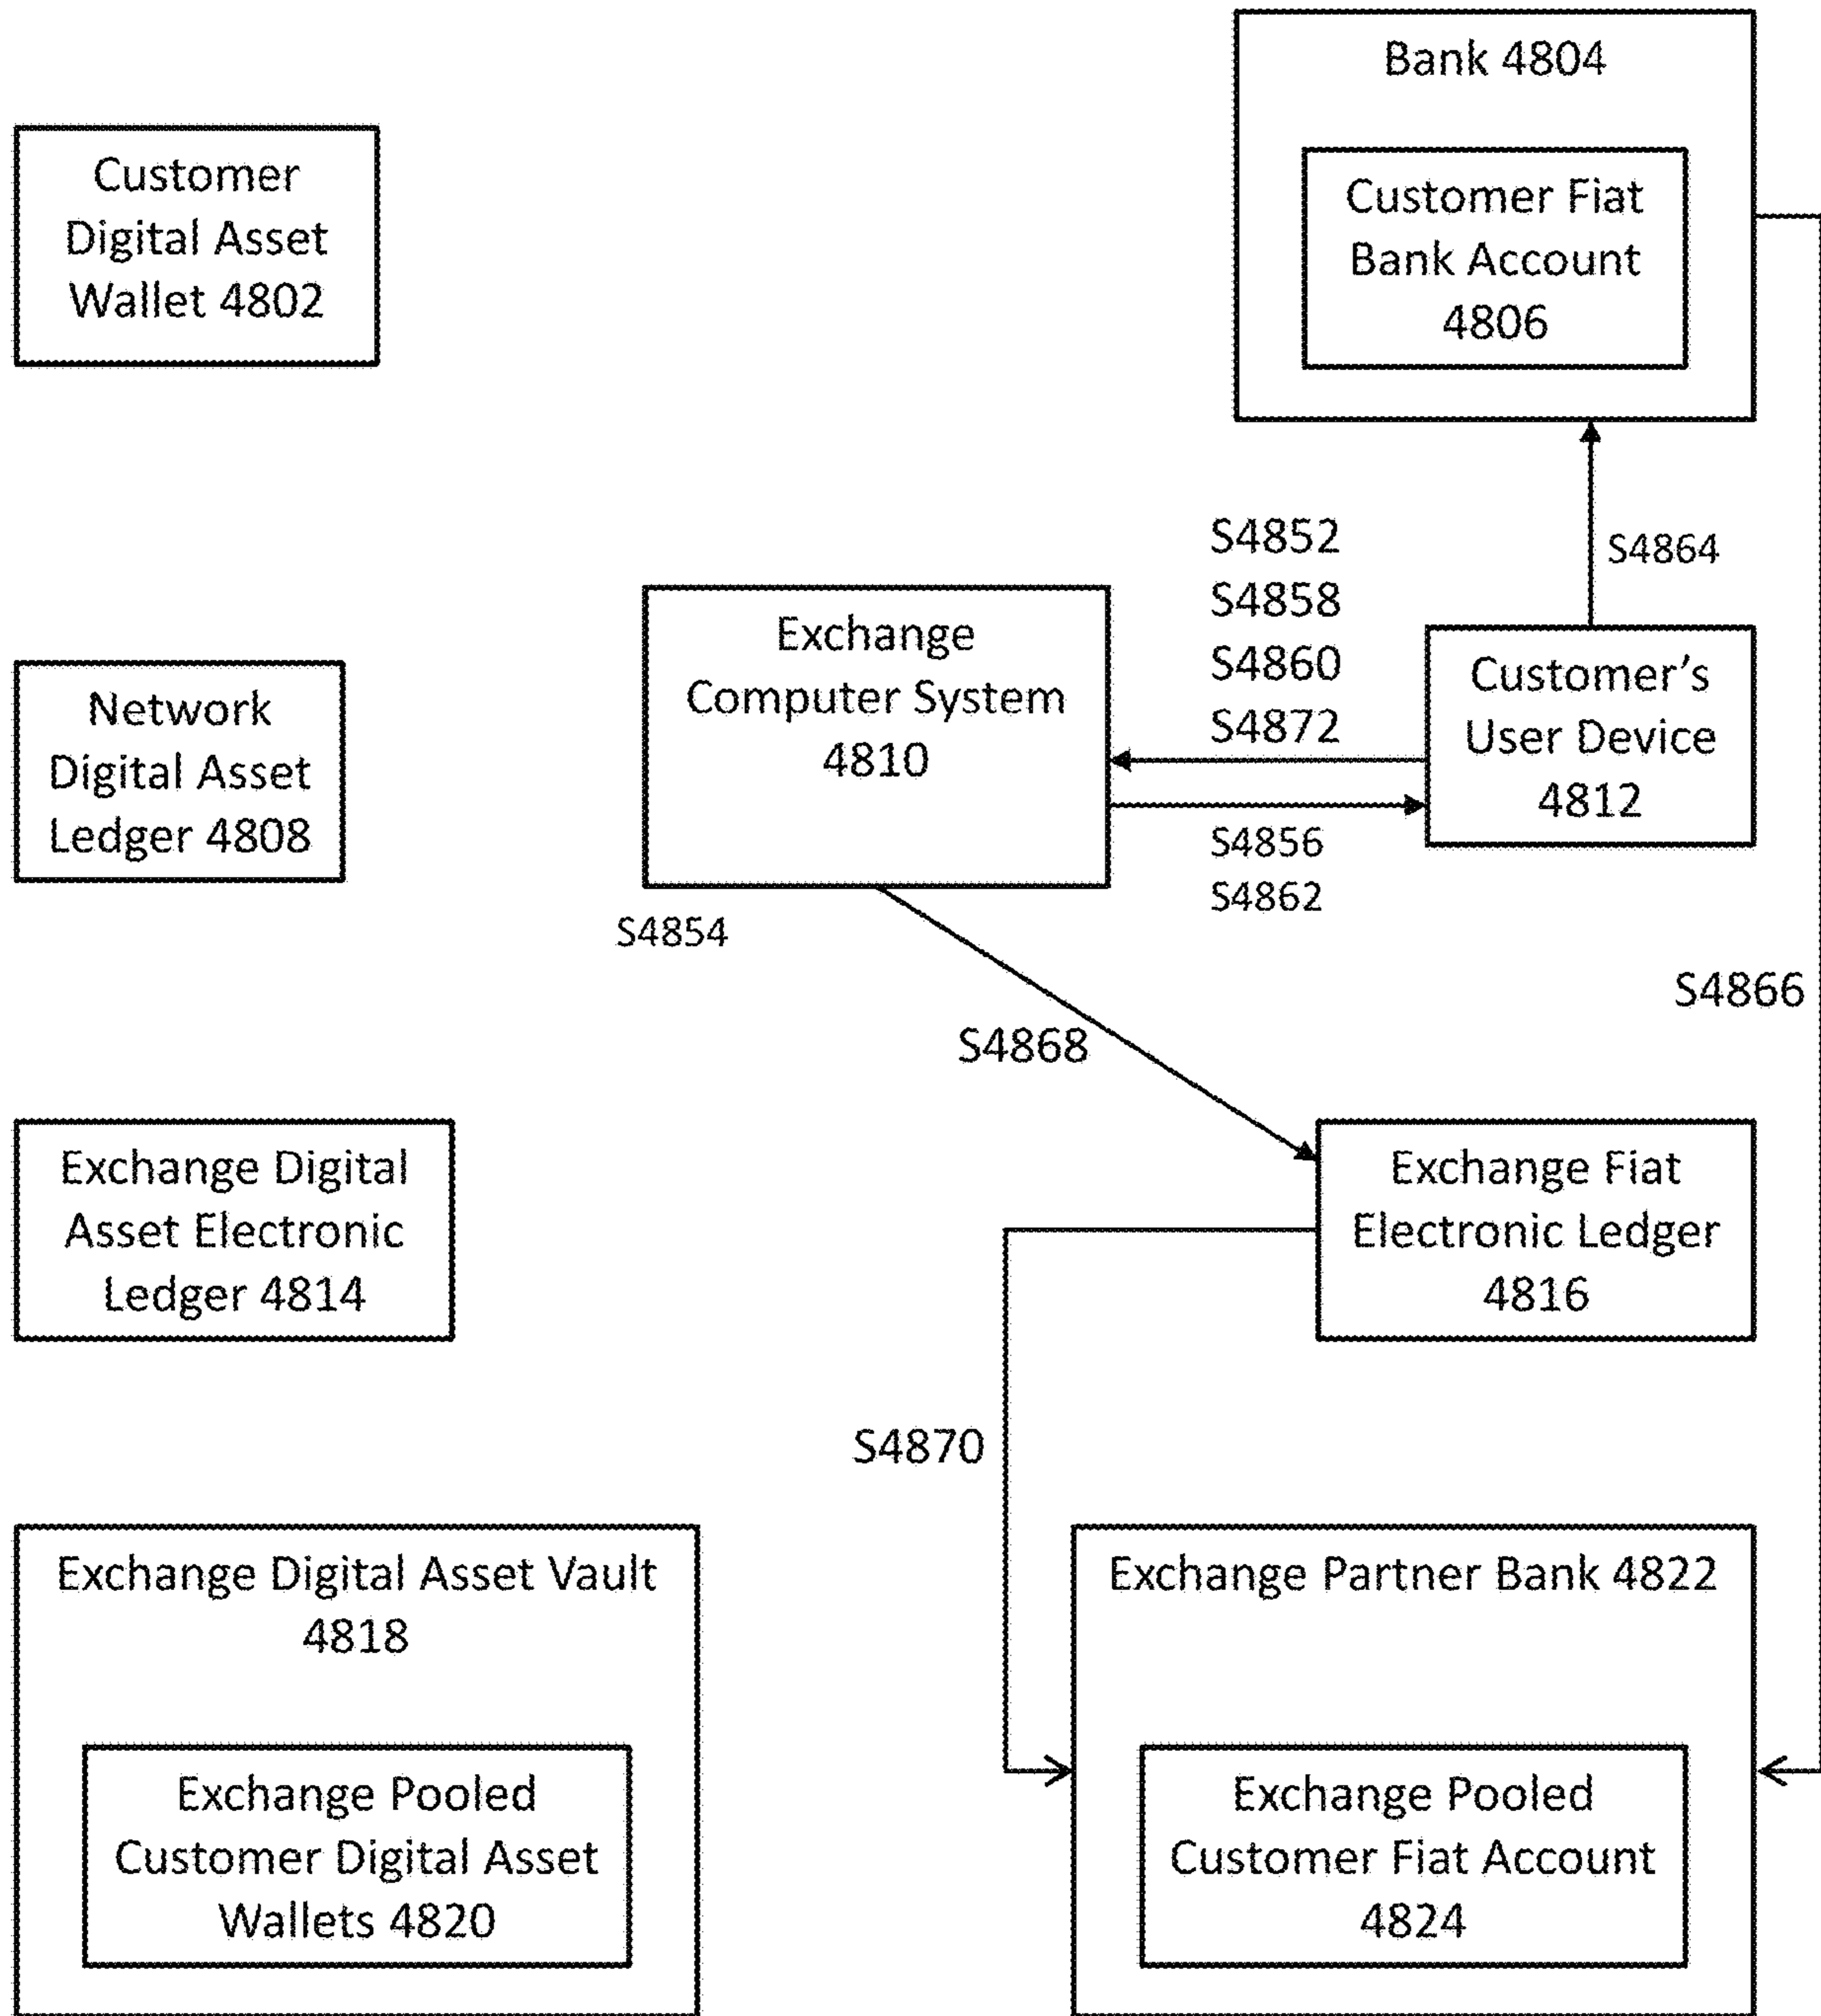 Bank 4804
Customer
Digital Asset
Wallet 4802
Customer Fiat
Bank Account
4806
S4852
S4858
S4860
S4872
S4864
Exchange
Computer System
4810
Customer's
User Device
4812
Network
Digital Asset
Ledger 4808
S4856
S4862
S4854
S4866
S4868
Exchange Digital
Asset Electronic
Ledger 4814
Exchange Fiat
Electronic Ledger
4816
S4870
Exchange Digital Asset Vault
4818
Exchange Partner Bank 4822
Exchange Pooled
Customer Digital Asset
Wallets 4820
Exchange Pooled
Customer Fiat Account
4824